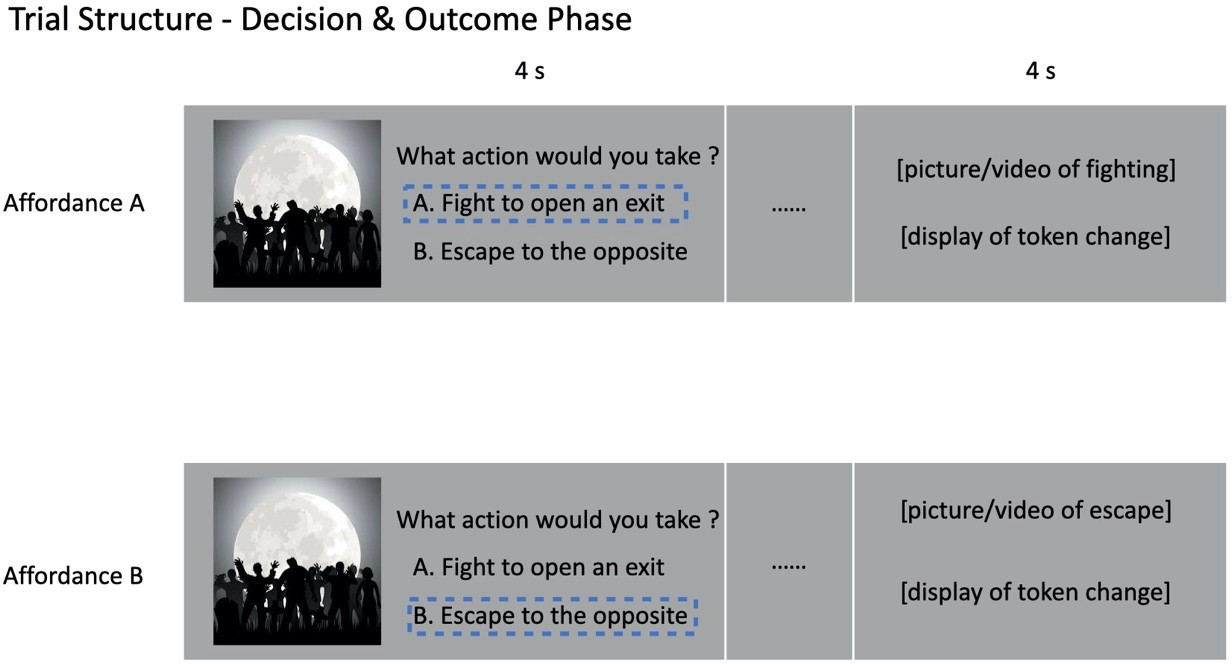 Trial Structure - Decision & Outcome Phase
4 s
4 s
Affordance A
What action would you take ?
A. Fight to open an exit
B. Escape to the opposite
......
[picture/video of fighting]
[display of token change]
Affordance B
What action would you take ?
A. Fight to open an exit
B. Escape to the opposite
......
[picture/video of escape]
[display of token change]